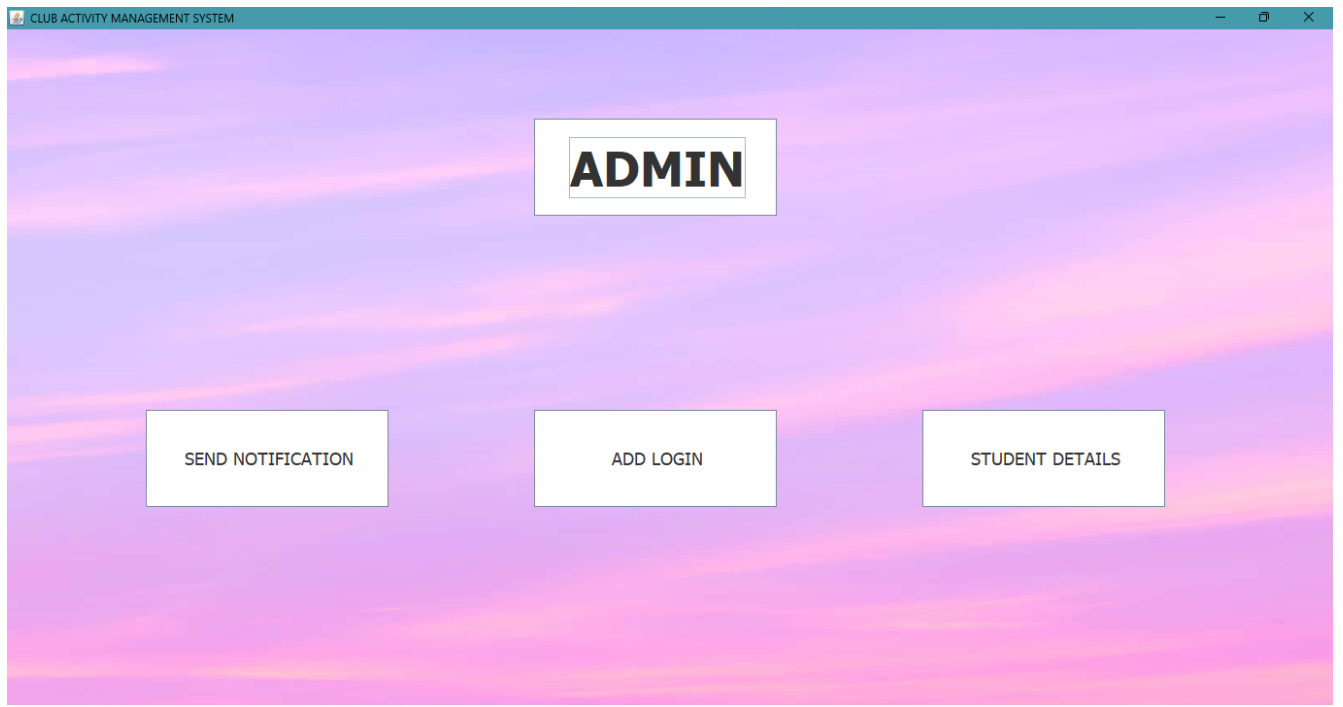 CLUB ACTIVITY MANAGEMENT SYSTEM
ADMIN
SEND NOTIFICATION
ADD LOGIN
STUDENT DETAILS